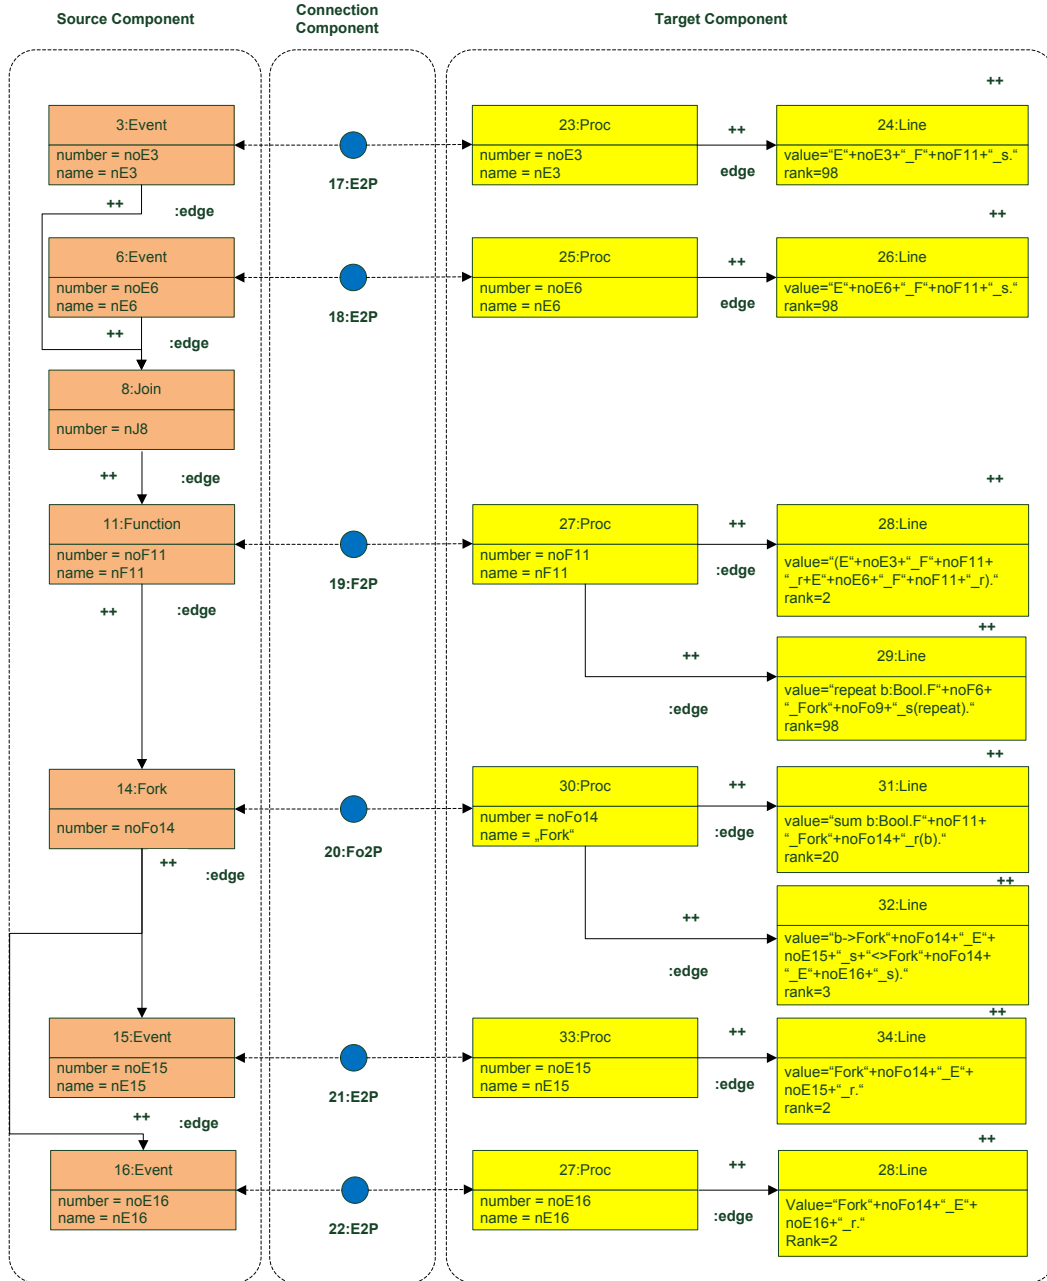 Source Component
Connection
Component
Target Component
++
3:Event
number = noE3
name = nE3
17:E2P
23:Proc
number = noE3
name = nE3
++
edge
24:Line
value=“E“+noE3+“_F“+noF11+“_s.“
rank=98
++
:edge
++
6:Event
number = noE6
name = nE6
18:E2P
25:Proc
number = noE6
name = nE6
++
edge
26:Line
value=“E“+noE6+“_F“+noF11+“_s.“
rank=98
++
:edge
8:Join
number = nJ8
++
:edge
++
11:Function
number = noF11
name = nF11
19:F2P
27:Proc
number = noF11
name = nF11
++
:edge
28:Line
value=“(E“+noE3+“_F“+noF11+
“_r+E“+noE6+“_F“+noF11+“_r).“
rank=2
++
:edge
++
++
:edge
29:Line
value=“repeat b:Bool.F“+noF6+
“_Fork“+noFo9+“_s(repeat).“
rank=98
++
14:Fork
number = noFo14
20:Fo2P
30:Proc
number = noFo14
name = „Fork“
++
:edge
31:Line
value=“sum b:Bool.F“+noF11+
“_Fork“+noFo14+“_r(b).“
rank=20
++
:edge
++
++
:edge
32:Line
value=“b->Fork“+noFo14+“_E“+
noE15+“_s+“<>Fork“+noFo14+
“_E“+noE16+“_s).“
rank=3
++
15:Event
number = noE15
name = nE15
21:E2P
33:Proc
number = noE15
name = nE15
++
:edge
34:Line
value=“Fork“+noFo14+“_E“+
noE15+“_r.“
rank=2
++
:edge
++
16:Event
number = noE16
name = nE16
22:E2P
27:Proc
number = noE16
name = nE16
++
:edge
28:Line
Value=“Fork“+noFo14+“_E“+
noE16+“_r.“
Rank=2